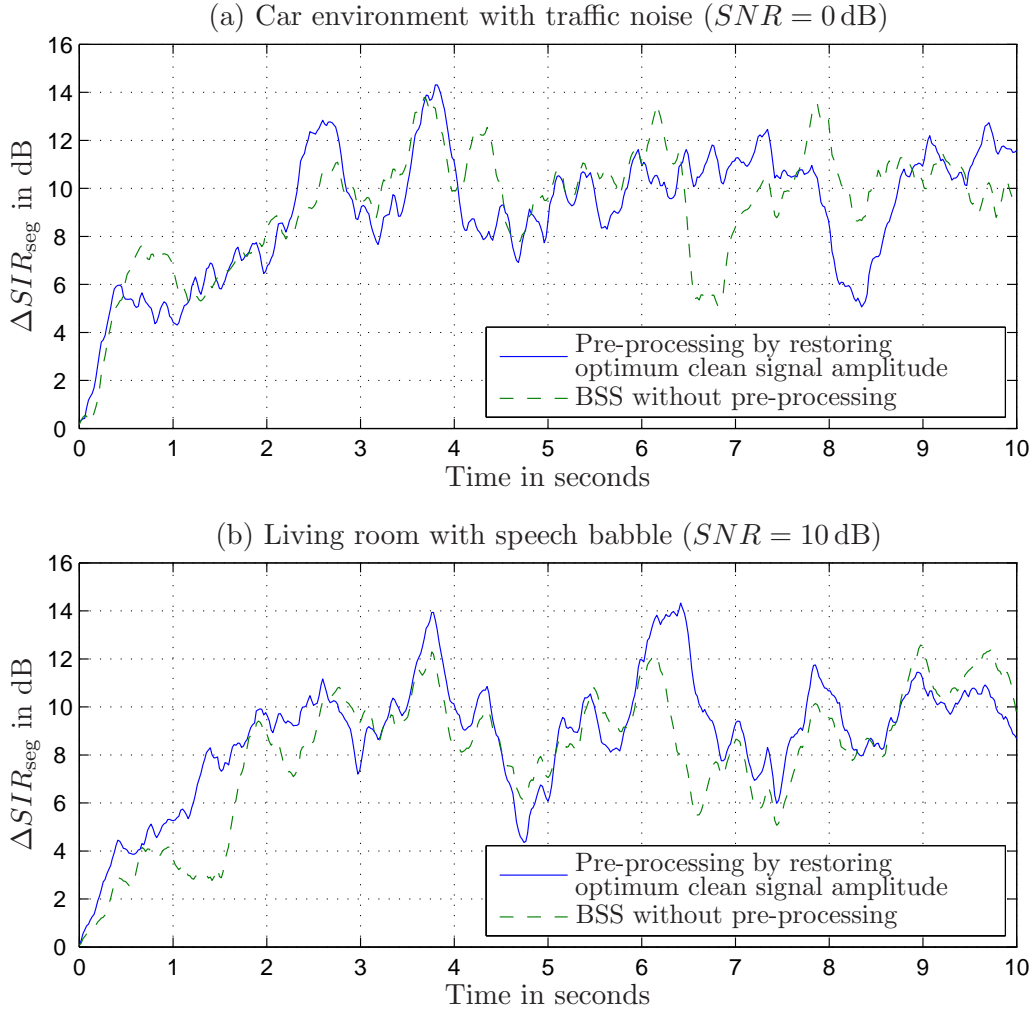 (a) Car environment with traffic noise (SNR = 0 dB)
16
14
12
10
8
6
4
2
0
ΔSIRseg in dB
Pre-processing by restoring
optimum clean signal amplitude
BSS without pre-processing
0 1 2 3 4 5 6 7 8 9 10
Time in seconds
(b) Living room with speech babble (SNR = 10 dB)
16
14
12
10
8
6
4
2
0
ΔSIRseg in dB
Pre-processing by restoring
optimum clean signal amplitude
BSS without pre-processing
0 1 2 3 4 5 6 7 8 9 10
Time in seconds